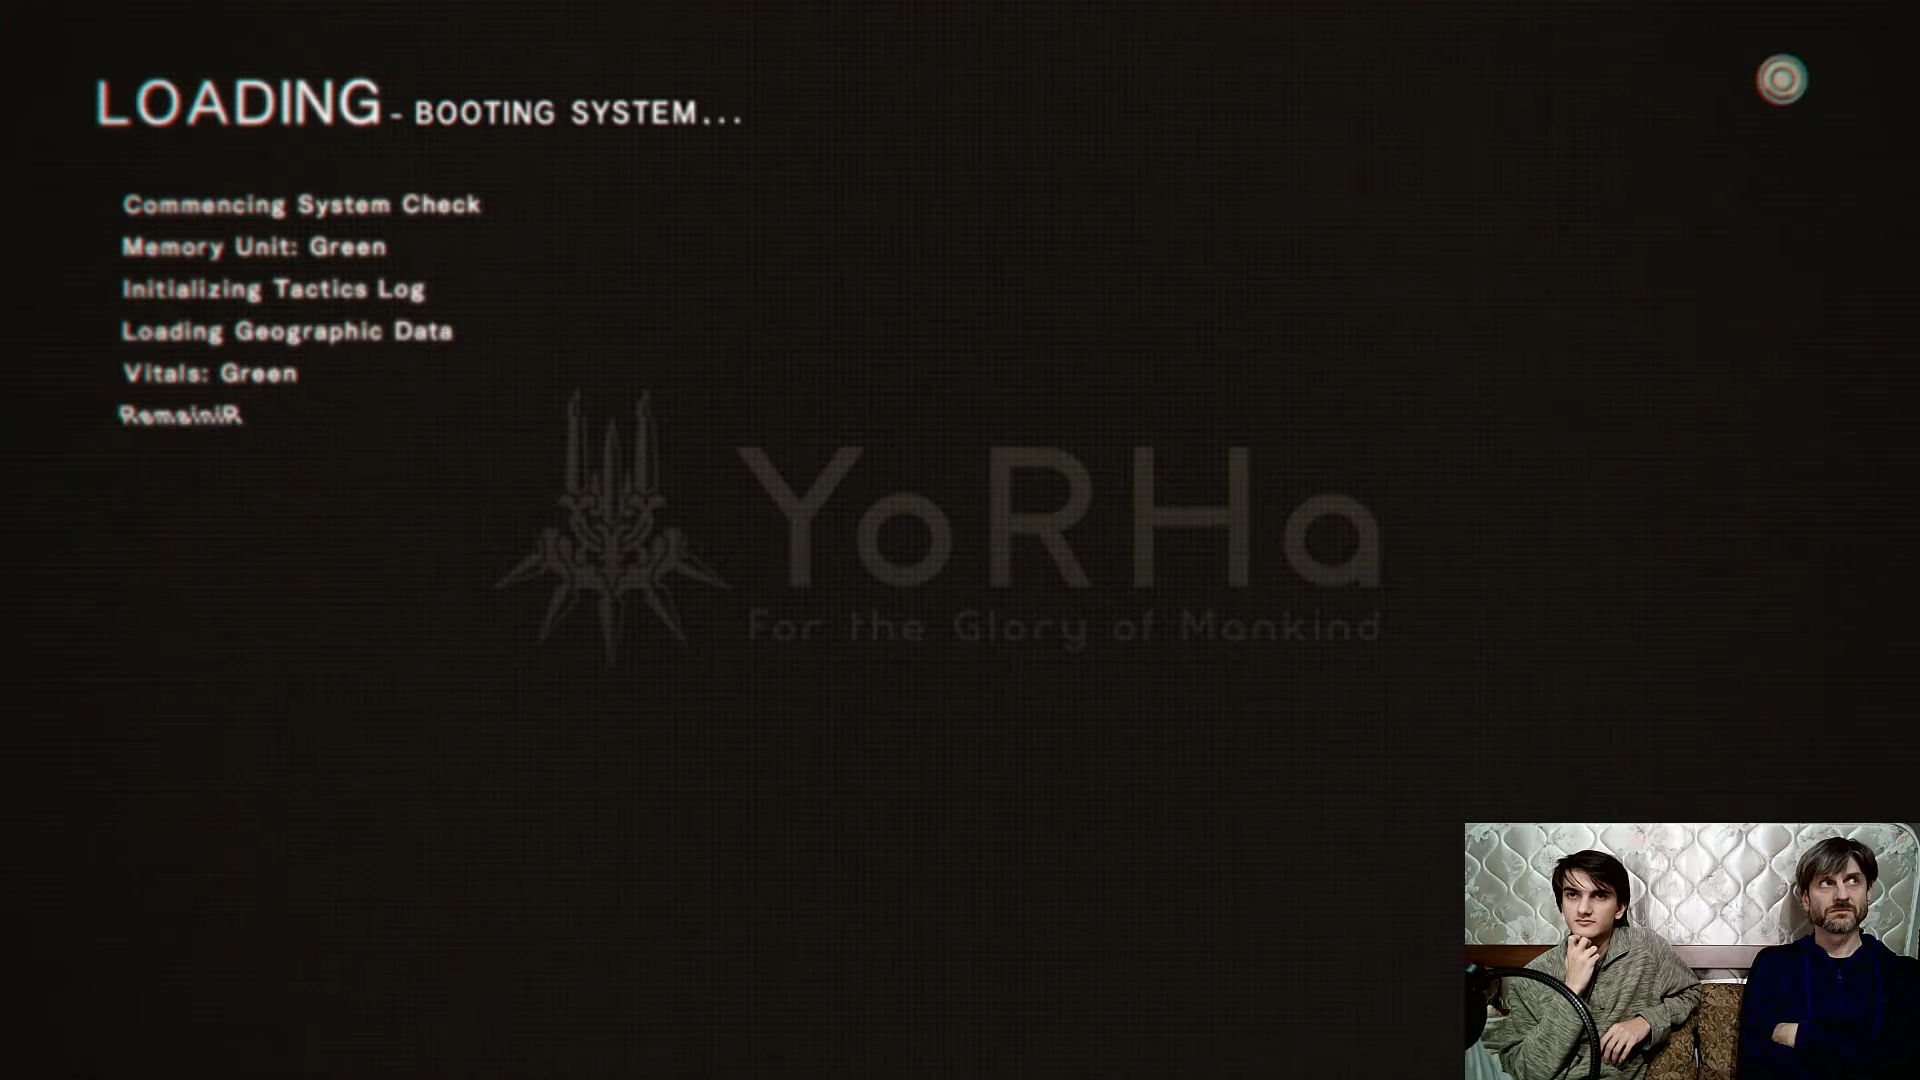 LOADING - BOOTING SYSTEM...
Commencing System Check
Memory Unit: Green
Initializing Tactics Log
Loading Geographic Data
Vitals: Green
RemainiR
YoRHa
For the Glory of Mankind